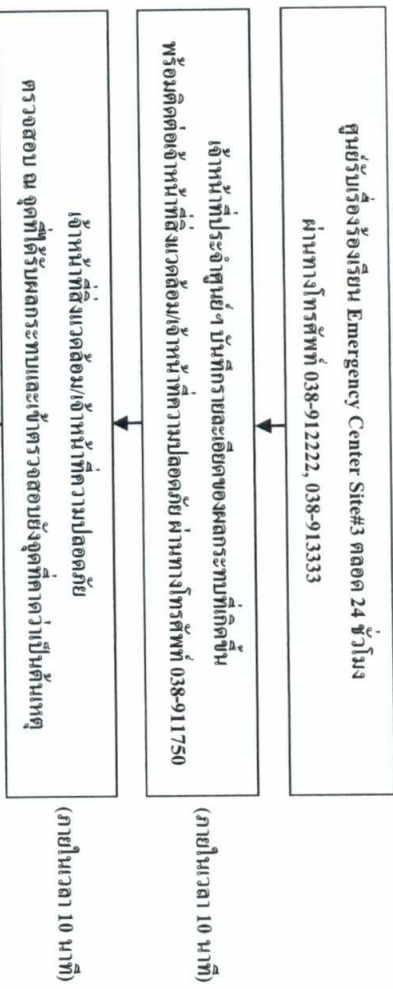 ศูนย์รับเรื่องร้องเรียน Emergency Center Site#3 ตลอด 24 ชั่วโมง
ผ่านทางโทรศัพท์ 038-912222, 038-913333
เจ้าหน้าที่ประจำศูนย์ฯ บันทึกรายละเอียดของผลกระทบที่เกิดขึ้น
พร้อมติดต่อเจ้าหน้าที่สิ่งแวดล้อม/เจ้าหน้าที่ความปลอดภัย ผ่านทางโทรศัพท์ 038-911750
(ภายในเวลา 10 นาที)
เจ้าหน้าที่สิ่งแวดล้อม/เจ้าหน้าที่ความปลอดภัย
ตรวจสอบ ณ จุดที่ได้รับผลกระทบและเข้าตรวจสอบยังจุดที่คาดว่าเป็นต้นเหตุ
(ภายในเวลา 10 นาที)